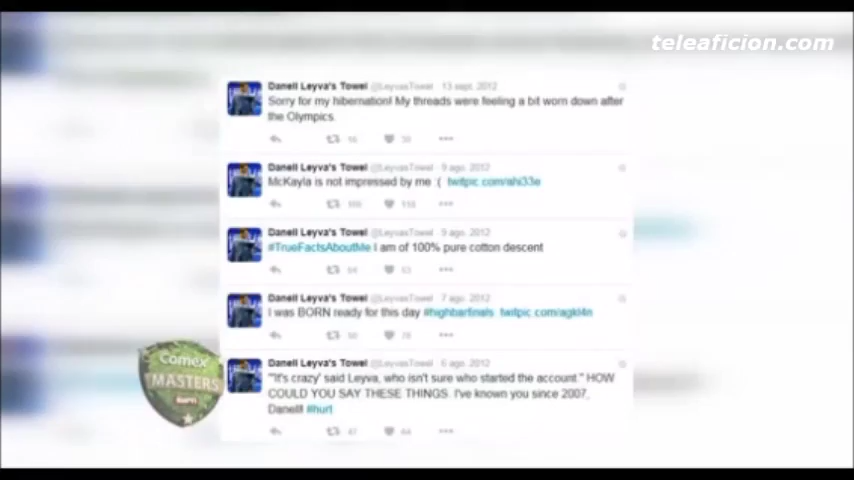 teleaficion.com
Danell Leyva's Towel @LeyvasTowel · 13 sept. 2012
Sorry for my hibernation! My threads were feeling a bit worn down after
the Olympics.
Danell Leyva's Towel @LeyvasTowel · 9 ago. 2012
McKayla is not impressed by me :( twitpic.com/ahi33e
Danell Leyva's Towel @LeyvasTowel · 9 ago. 2012
#TrueFactsAboutMe I am of 100% pure cotton descent
Danell Leyva's Towel @LeyvasTowel · 7 ago. 2012
I was BORN ready for this day #highbarfinals twitpic.com/agkl4n
Danell Leyva's Towel @LeyvasTowel · 6 ago. 2012
"'It's crazy' said Leyva, who isn't sure who started the account." HOW
COULD YOU SAY THESE THINGS. I've known you since 2007,
Danell! #hurt
Comex
MASTERS
ESPN